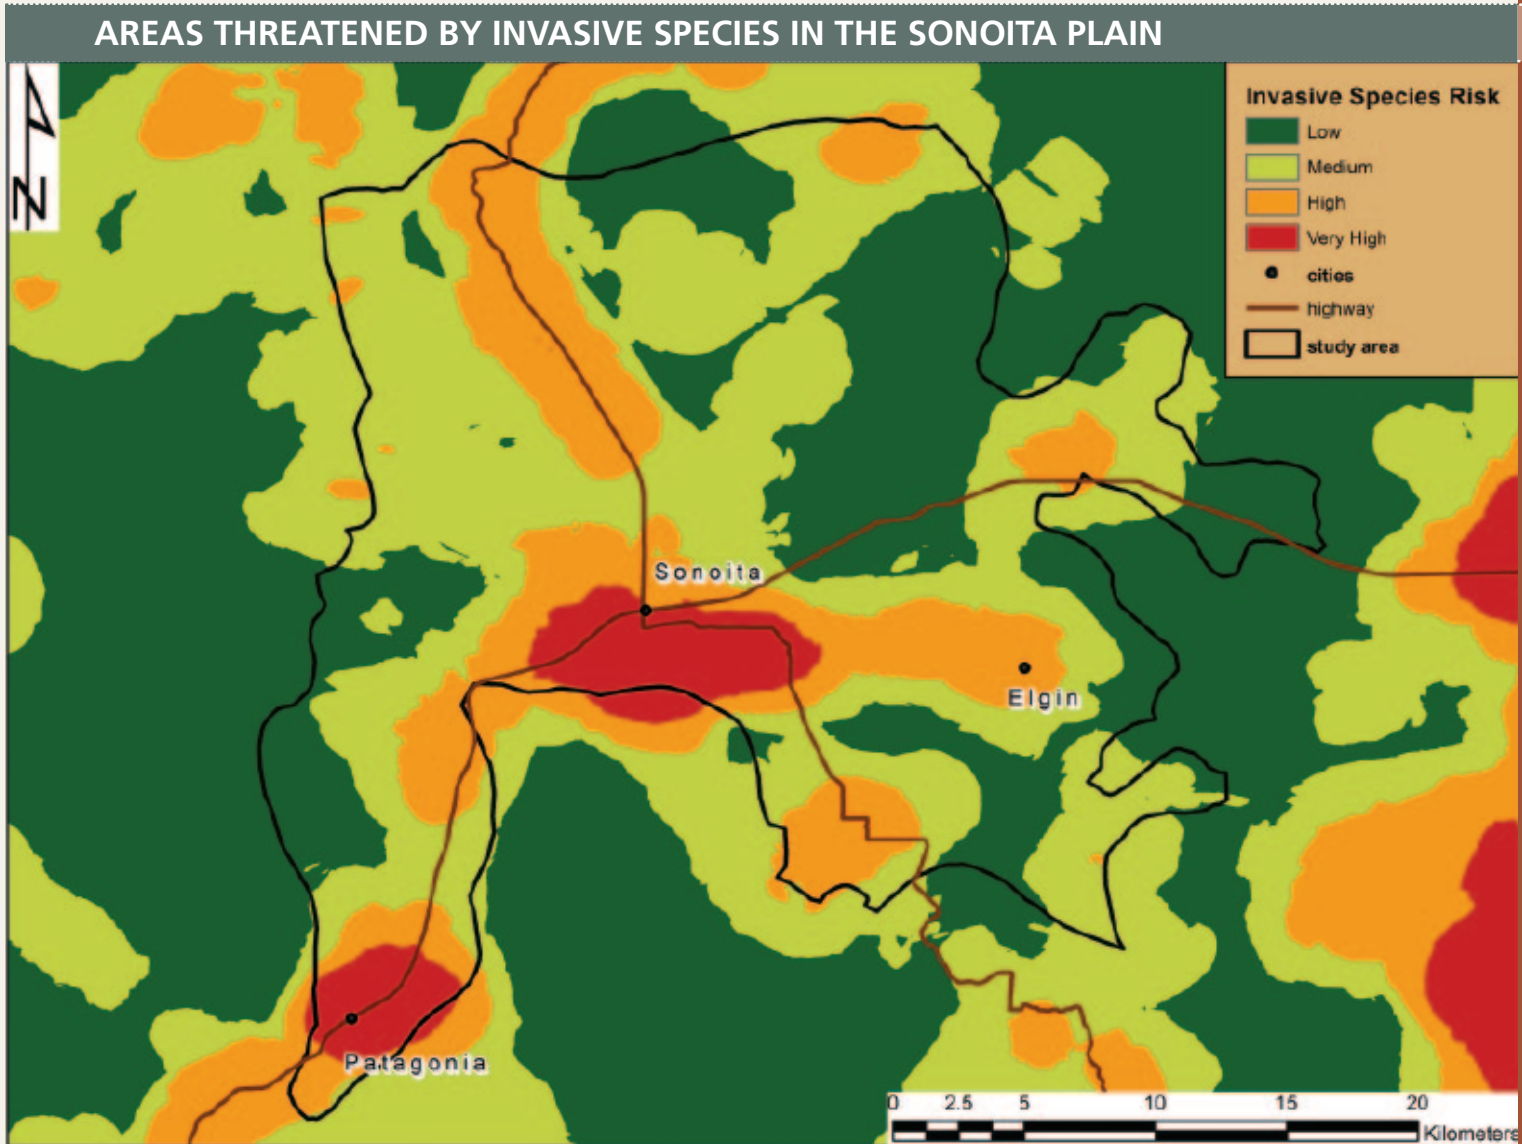 AREAS THREATENED BY INVASIVE SPECIES IN THE SONOITA PLAIN
N
Invasive Species Risk
Low
Medium
High
Very High
cities
highway
study area
Sonoita
Elgin
Patagonia
0 2.5 5 10 15 20
Kilometers